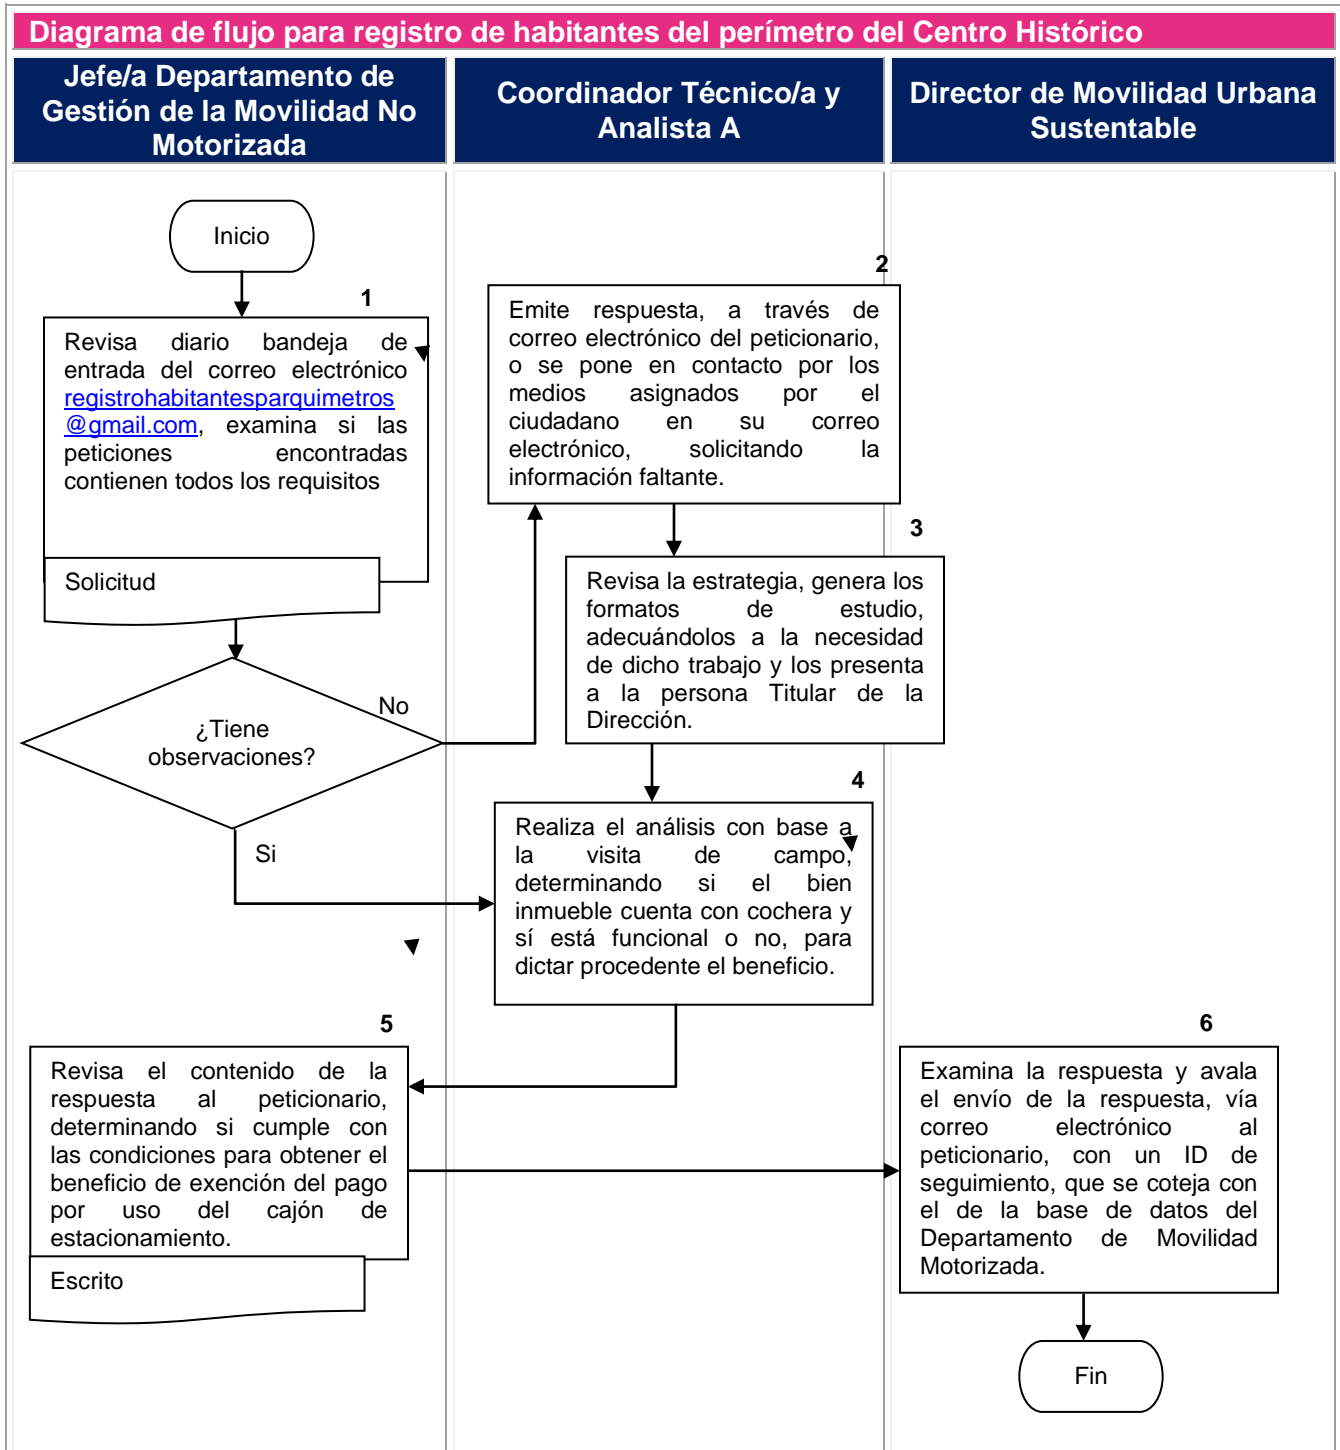 Diagrama de flujo para registro de habitantes del perímetro del Centro Histórico
Jefe/a Departamento de
Gestión de la Movilidad No
Motorizada
Coordinador Técnico/a y
Analista A
Director de Movilidad Urbana
Sustentable
Inicio
1
Revisa diario bandeja de
entrada del correo electrónico
registrohabitantesparquimetros
@gmail.com, examina si las
peticiones encontradas
contienen todos los requisitos
Solicitud
¿Tiene
observaciones?
No
Si
2
Emite respuesta, a través de
correo electrónico del peticionario,
o se pone en contacto por los
medios asignados por el
ciudadano en su correo
electrónico, solicitando la
información faltante.
3
Revisa la estrategia, genera los
formatos de estudio,
adecuándolos a la necesidad
de dicho trabajo y los presenta
a la persona Titular de la
Dirección.
4
Realiza el análisis con base a
la visita de campo,
determinando si el bien
inmueble cuenta con cochera y
sí está funcional o no, para
dictar procedente el beneficio.
5
Revisa el contenido de la
respuesta al peticionario,
determinando si cumple con
las condiciones para obtener el
beneficio de exención del pago
por uso del cajón de
estacionamiento.
Escrito
6
Examina la respuesta y avala
el envío de la respuesta, vía
correo electrónico al
peticionario, con un ID de
seguimiento, que se coteja con
el de la base de datos del
Departamento de Movilidad
Motorizada.
Fin